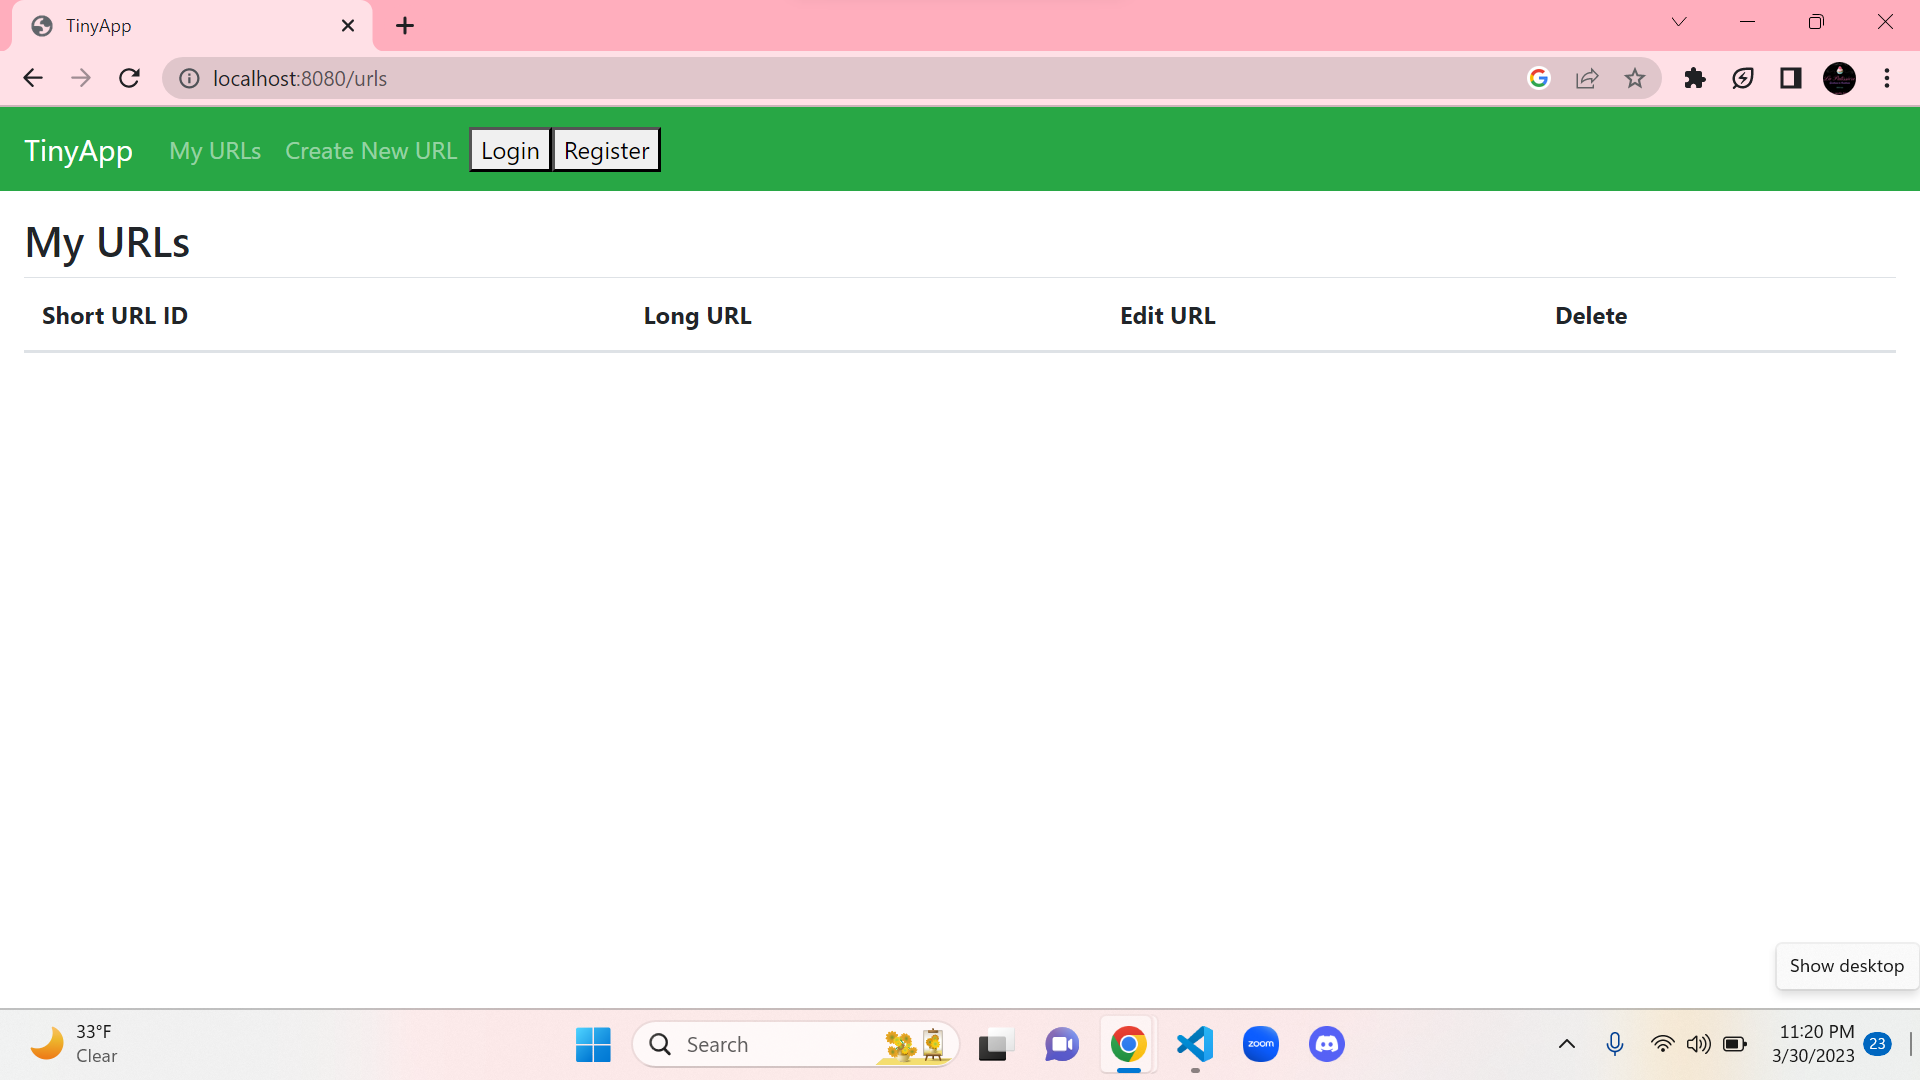 TinyApp
localhost:8080/urls
TinyApp My URLs Create New URL Login Register
My URLs
Short URL ID Long URL Edit URL Delete
Show desktop
33°F
Clear
Search
zoom
11:20 PM
3/30/2023
23